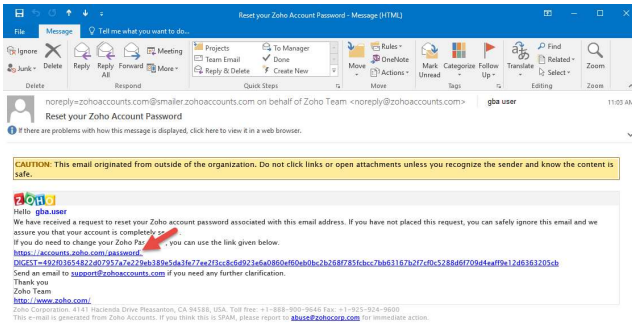 Reset your Zoho Account Password - Message (HTML)
File Message Tell me what you want to do...
Ignore
Junk
Delete
Reply
Reply All
Forward
Meeting
More
Projects
Team Email
Reply & Delete
To Manager
Done
Create New
Move
Rules
OneNote
Actions
Mark Unread
Categorize
Follow Up
Translate
Find
Related
Select
Zoom
Delete Respond Quick Steps Move Tags Editing Zoom
noreply=zohoaccounts.com@smailer.zohoaccounts.com on behalf of Zoho Team <noreply@zohoaccounts.com> gba user 11:03 AM
Reset your Zoho Account Password
If there are problems with how this message is displayed, click here to view it in a web browser.
CAUTION: This email originated from outside of the organization. Do not click links or open attachments unless you recognize the sender and know the content is
safe.
ZOHO
Hello gba.user
We have received a request to reset your Zoho account password associated with this email address. If you have not placed this request, you can safely ignore this email and we
assure you that your account is completely se
If you do need to change your Zoho Pas , you can use the link given below.
https://accounts.zoho.com/password.
DIGEST=492f03654822d07957a7e229eb389e5da3fe77ee2f3cc8c6d923e6a0860ef60eb0bc2b268f785fcbcc7bb63167b2f7cf0c5288d6f709d4eaff9e12d6363205cb
Send an email to support@zohoaccounts.com if you need any further clarification.
Thank you
Zoho Team
http://www.zoho.com/
Zoho Corporation. 4141 Hacienda Drive Pleasanton, CA 94588, USA. Toll free: +1-888-900-9646 Fax: +1-925-924-9600
This e-mail is generated from Zoho Accounts. If you think this is SPAM, please report to abuse@zohocorp.com for immediate action.